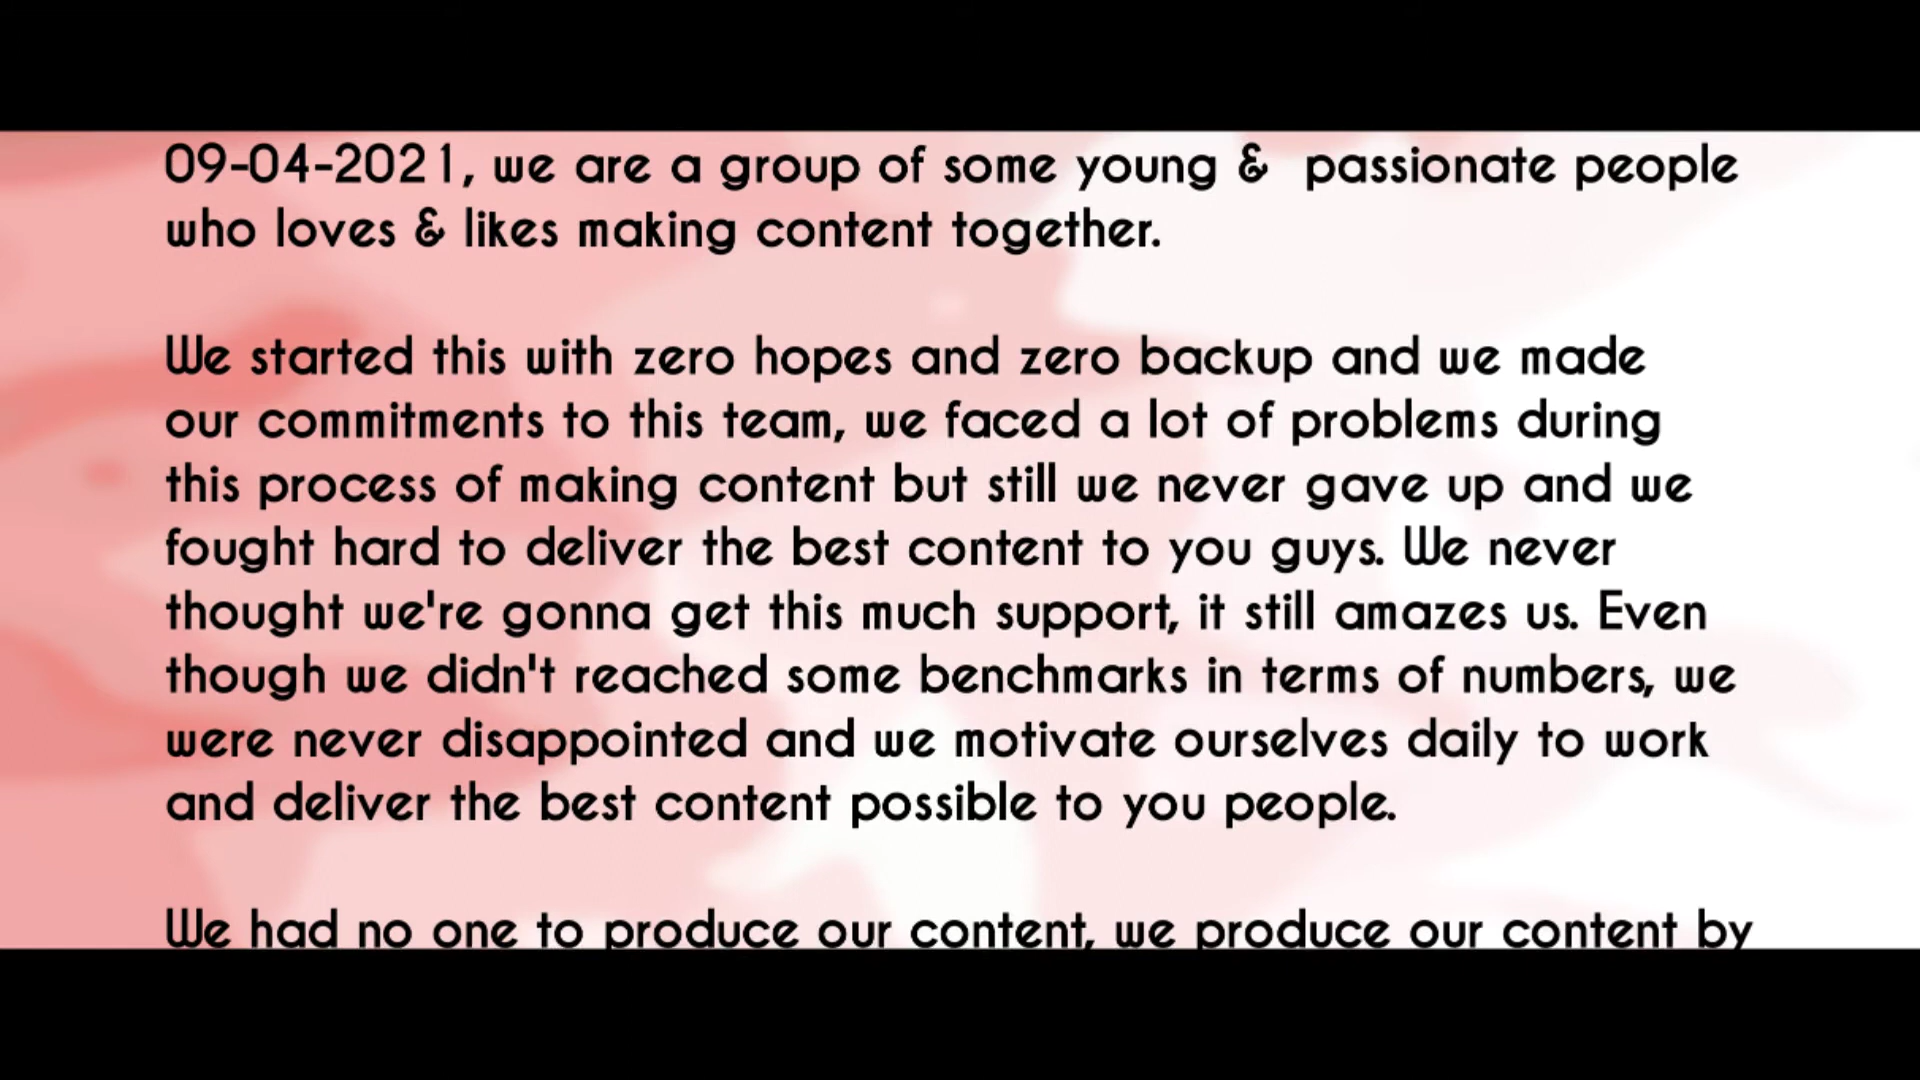 09-04-2021, we are a group of some young &  passionate people
who loves & likes making content together.
We started this with zero hopes and zero backup and we made
our commitments to this team, we faced a lot of problems during
this process of making content but still we never gave up and we
fought hard to deliver the best content to you guys. We never
thought we're gonna get this much support, it still amazes us. Even
though we didn't reached some benchmarks in terms of numbers, we
were never disappointed and we motivate ourselves daily to work
and deliver the best content possible to you people.
We had no one to produce our content, we produce our content by